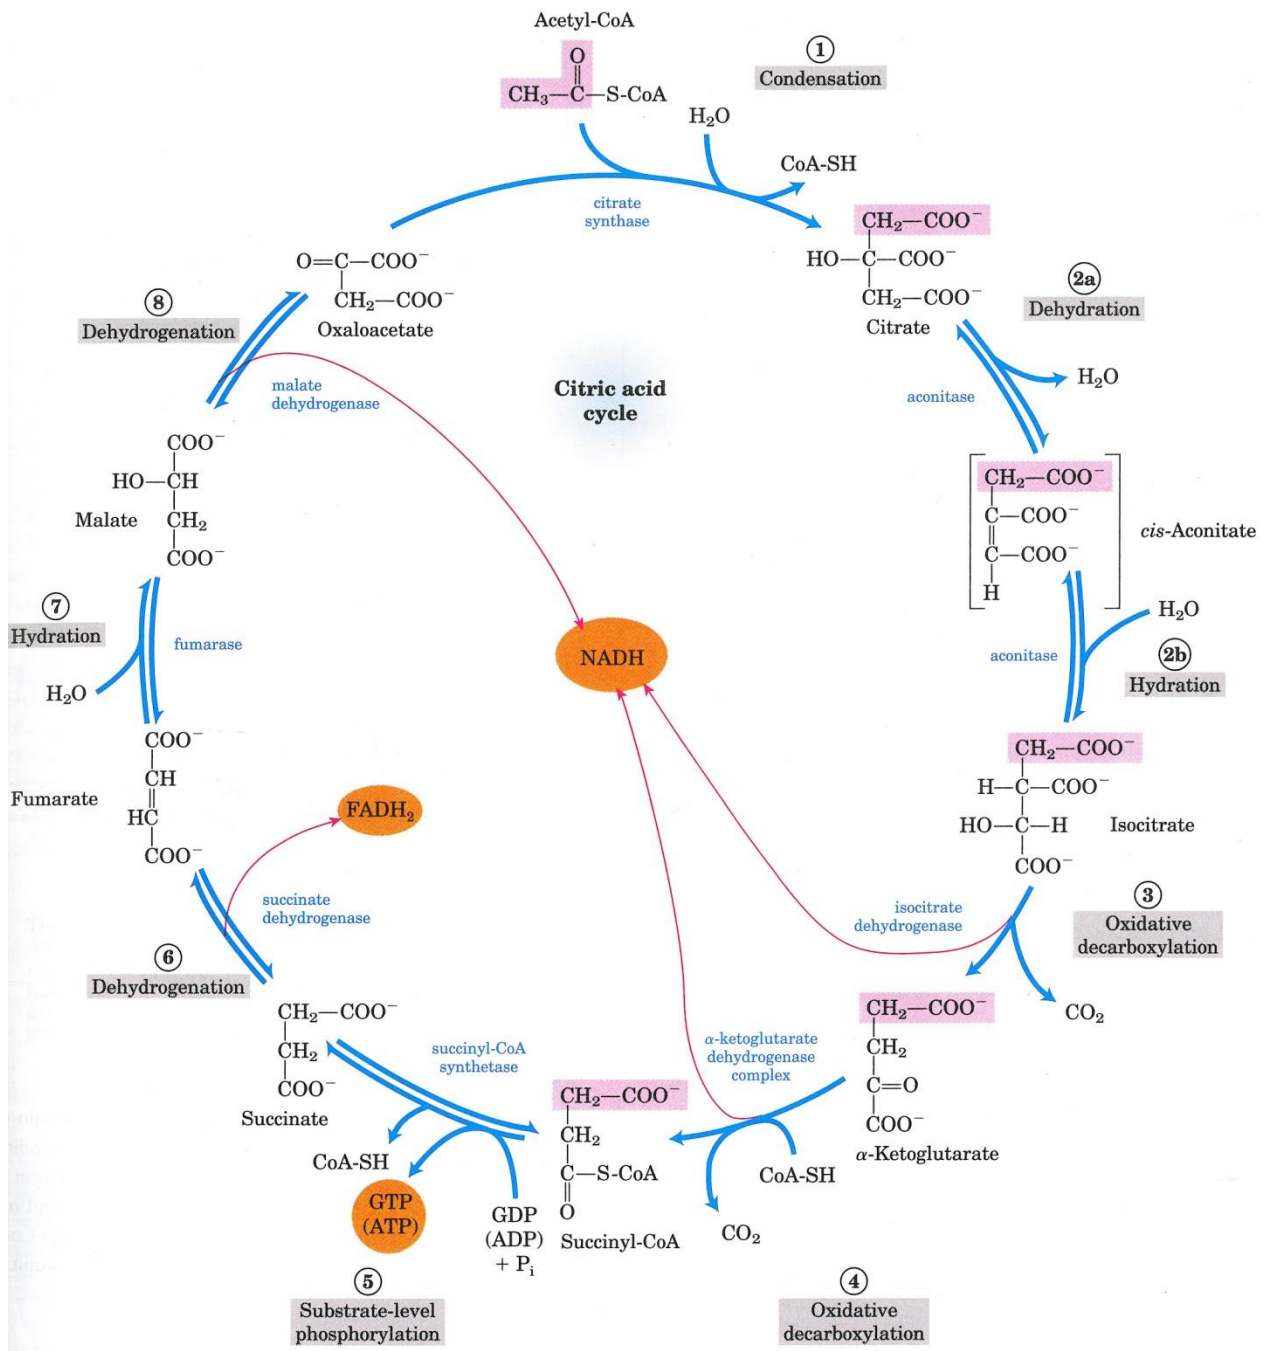 Acetyl-CoA
O
CH₃—C—S-CoA
1
Condensation
H₂O
CoA-SH
citrate
synthase
CH₂—COO⁻
HO—C—COO⁻
CH₂—COO⁻
Citrate
2a
Dehydration
H₂O
aconitase
CH₂—COO⁻
C—COO⁻
C—COO⁻
H
cis-Aconitate
H₂O
aconitase
2b
Hydration
CH₂—COO⁻
H—C—COO⁻
HO—C—H
COO⁻
Isocitrate
3
Oxidative
decarboxylation
isocitrate
dehydrogenase
CO₂
CH₂—COO⁻
CH₂
C=O
COO⁻
α-Ketoglutarate
α-ketoglutarate
dehydrogenase
complex
CoA-SH
CO₂
4
Oxidative
decarboxylation
CH₂—COO⁻
CH₂
C—S-CoA
O
Succinyl-CoA
succinyl-CoA
synthetase
GDP
(ADP)
+ Pᵢ
GTP
(ATP)
CoA-SH
5
Substrate-level
phosphorylation
CH₂—COO⁻
CH₂
COO⁻
Succinate
6
Dehydrogenation
succinate
dehydrogenase
FADH₂
COO⁻
CH
HC
COO⁻
Fumarate
7
Hydration
H₂O
fumarase
COO⁻
HO—CH
CH₂
COO⁻
Malate
8
Dehydrogenation
malate
dehydrogenase
O=C—COO⁻
CH₂—COO⁻
Oxaloacetate
Citric acid
cycle
NADH